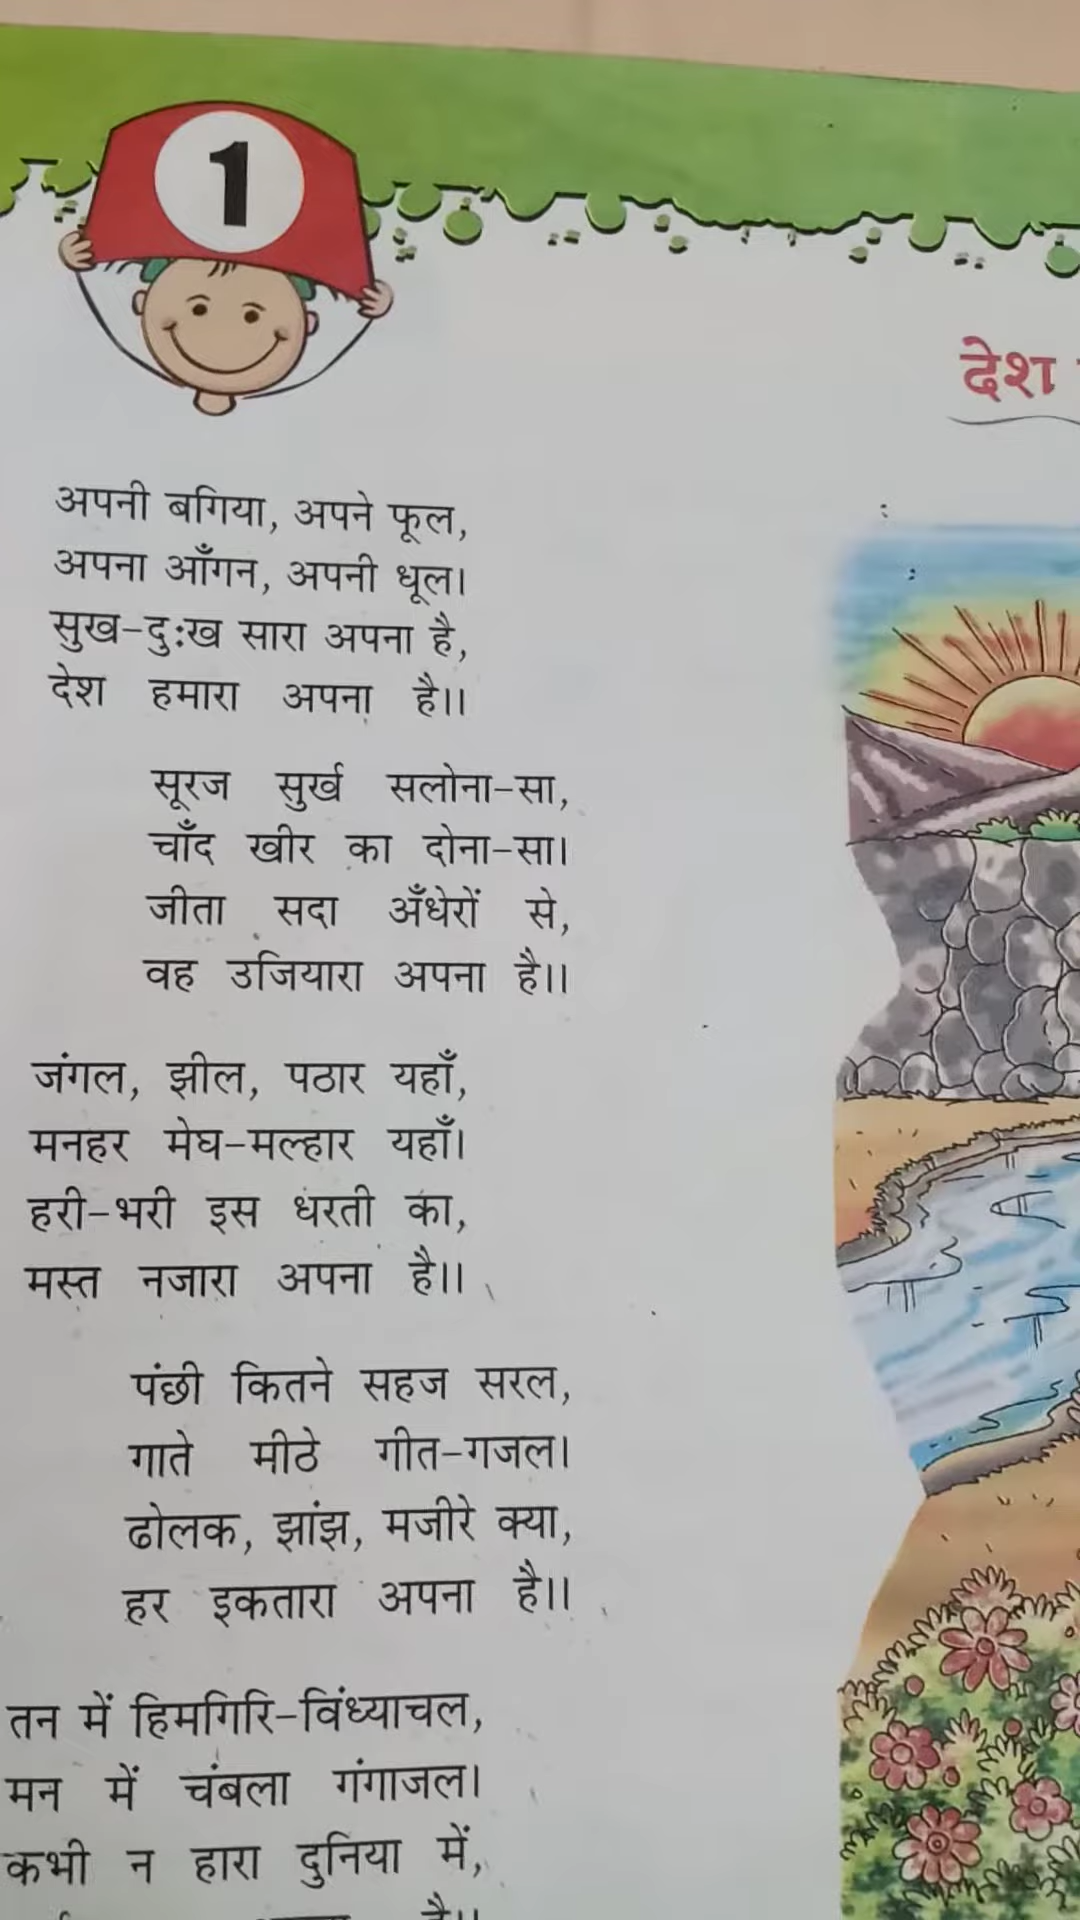 1
देश
अपनी बगिया, अपने फूल,
अपना आँगन, अपनी धूल।
सुख-दुःख सारा अपना है,
देश हमारा अपना है।।
सूरज सुर्ख सलोना-सा,
चाँद खीर का दोना-सा।
जीता सदा अँधेरों से,
वह उजियारा अपना है।।
जंगल, झील, पठार यहाँ,
मनहर मेघ-मल्हार यहाँ।
हरी-भरी इस धरती का,
मस्त नजारा अपना है।।
पंछी कितने सहज सरल,
गाते मीठे गीत-गजल।
ढोलक, झांझ, मजीरे क्या,
हर इकतारा अपना है।।
तन में हिमगिरि-विंध्याचल,
मन में चंबला गंगाजल।
कभी न हारा दुनिया में,
है।।